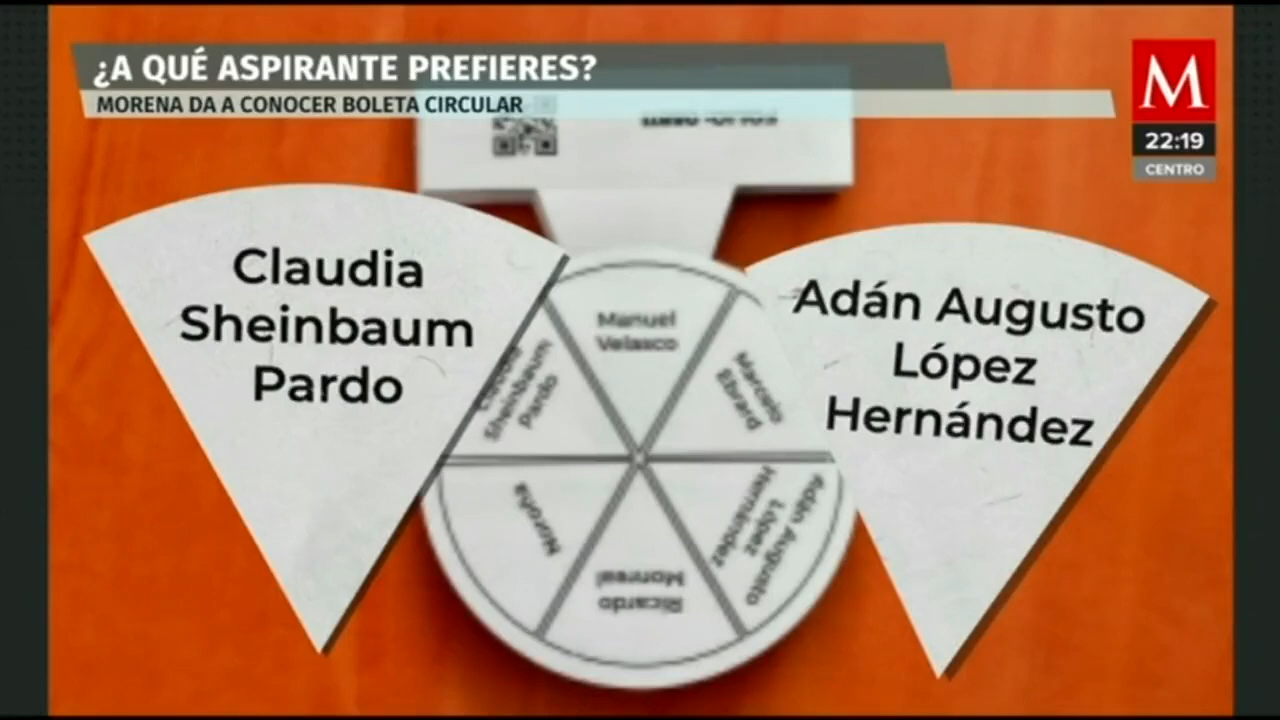 ¿A QUÉ ASPIRANTE PREFIERES?
MORENA DA A CONOCER BOLETA CIRCULAR
M
22:19
CENTRO
Claudia
Sheinbaum
Pardo
Adán Augusto
López
Hernández
Manuel
Velasco
Marcelo
Ebrard
Sheinbaum
Pardo
Adán Augusto
López
Hernández
Noroña
Ricardo
Monreal